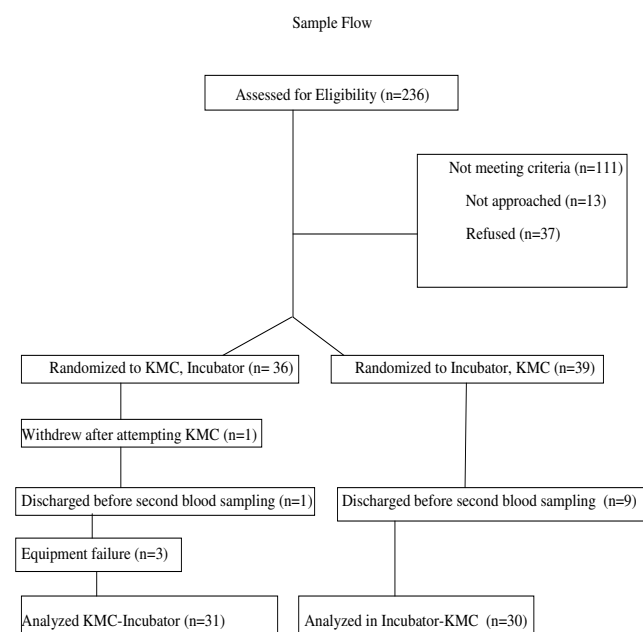 Sample Flow
Assessed for Eligibility (n=236)
Not meeting criteria (n=111)
Not approached (n=13)
Refused (n=37)
Randomized to KMC, Incubator (n= 36)
Randomized to Incubator, KMC (n=39)
Withdrew after attempting KMC (n=1)
Discharged before second blood sampling (n=1)
Discharged before second blood sampling (n=9)
Equipment failure (n=3)
Analyzed KMC-Incubator (n=31)
Analyzed in Incubator-KMC (n=30)